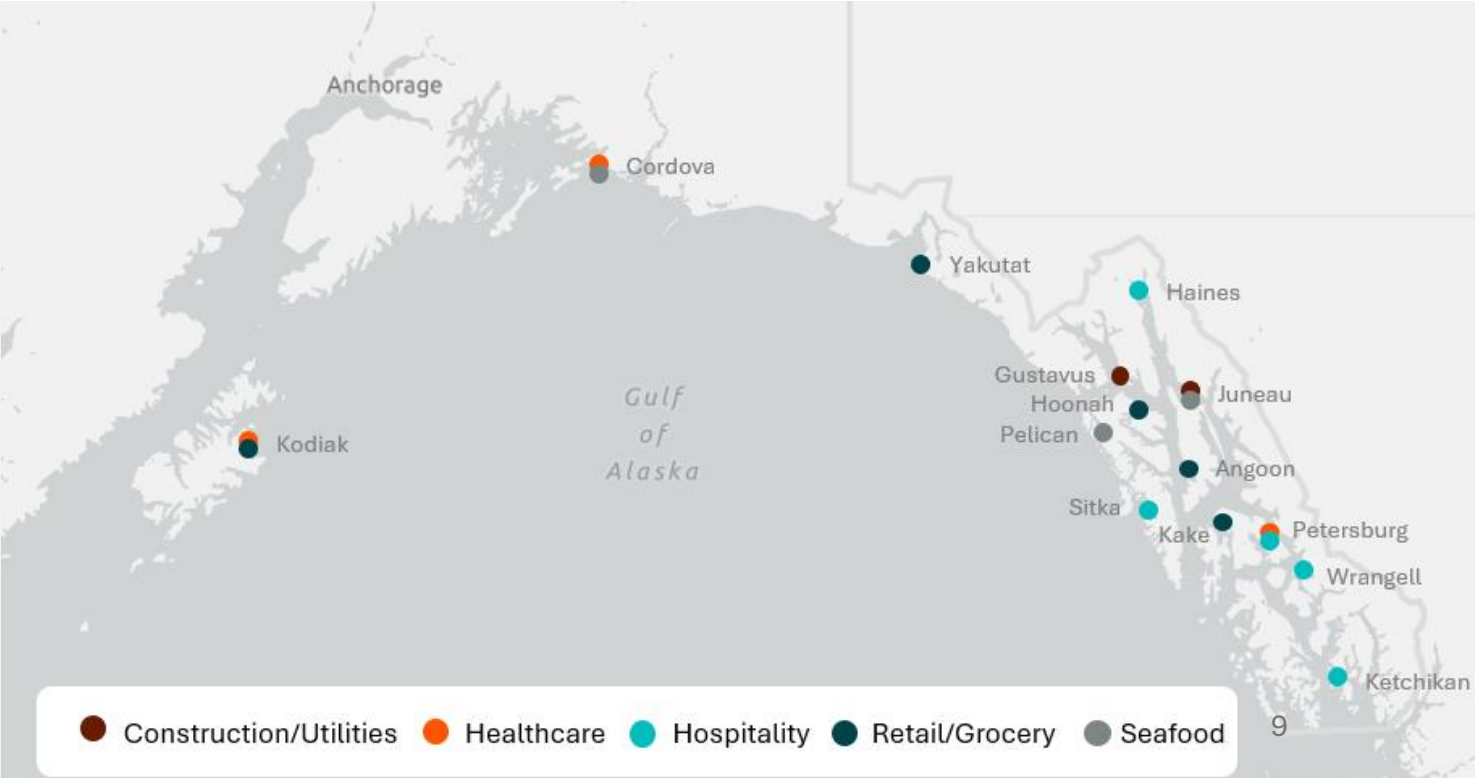 Anchorage
Cordova
Yakutat
Haines
Gustavus
Juneau
Hoonah
Pelican
Gulf
of
Alaska
Kodiak
Angoon
Sitka
Kake
Petersburg
Wrangell
Ketchikan
9
Construction/Utilities
Healthcare
Hospitality
Retail/Grocery
Seafood